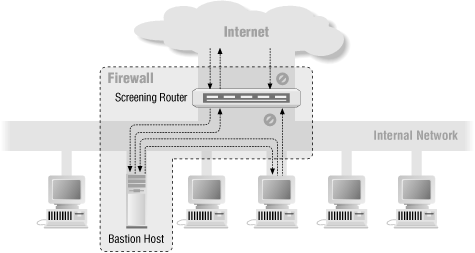 Internet
Firewall
Screening Router
Internal Network
Bastion Host